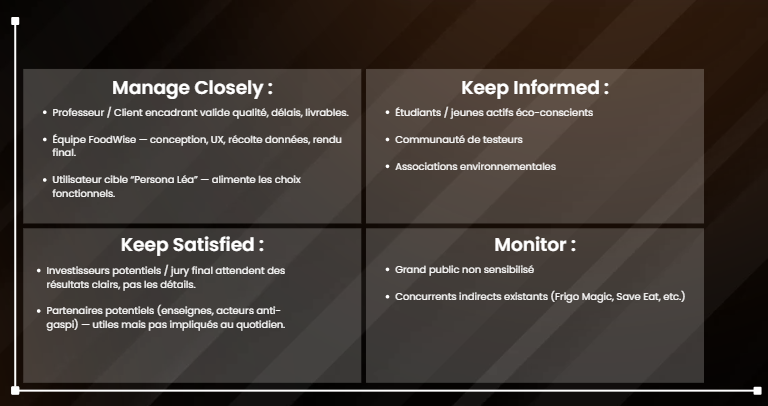 Manage Closely :
• Professeur / Client encadrant valide qualité, délais, livrables.
• Équipe FoodWise — conception, UX, récolte données, rendu
final.
• Utilisateur cible “Persona Léa” — alimente les choix
fonctionnels.
Keep Informed :
• Étudiants / jeunes actifs éco-conscients
• Communauté de testeurs
• Associations environnementales
Keep Satisfied :
• Investisseurs potentiels / jury final attendent des
résultats clairs, pas les détails.
• Partenaires potentiels (enseignes, acteurs anti-
gaspi) — utiles mais pas impliqués au quotidien.
Monitor :
• Grand public non sensibilisé
• Concurrents indirects existants (Frigo Magic, Save Eat, etc.)